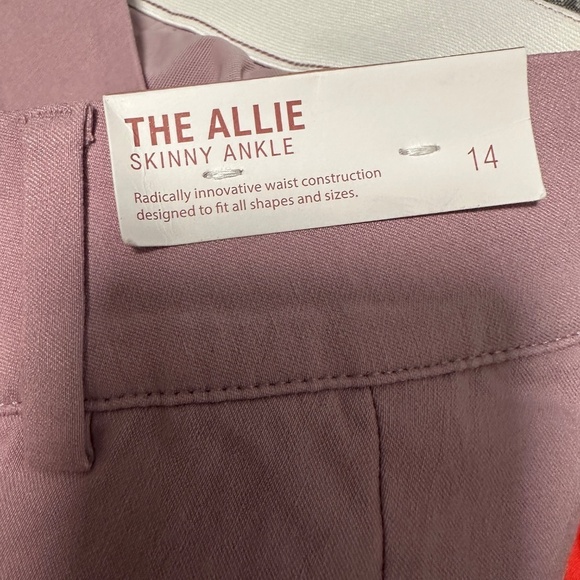 THE ALLIE
SKINNY ANKLE
14
Radically innovative waist construction
designed to fit all shapes and sizes.